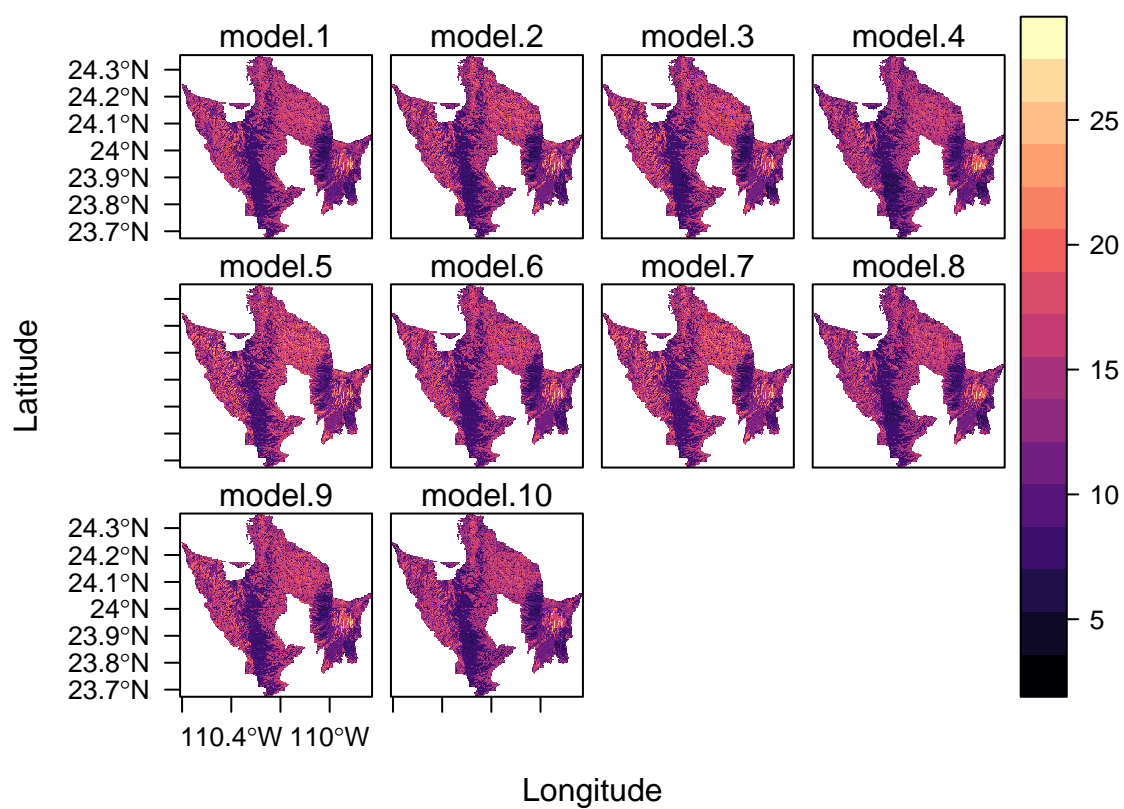 model.1 model.2 model.3 model.4
24.3°N
24.2°N
24.1°N
24°N
23.9°N
23.8°N
23.7°N
model.5 model.6 model.7 model.8
model.9 model.10
24.3°N
24.2°N
24.1°N
24°N
23.9°N
23.8°N
23.7°N
110.4°W 110°W
Latitude
Longitude
25
20
15
10
5